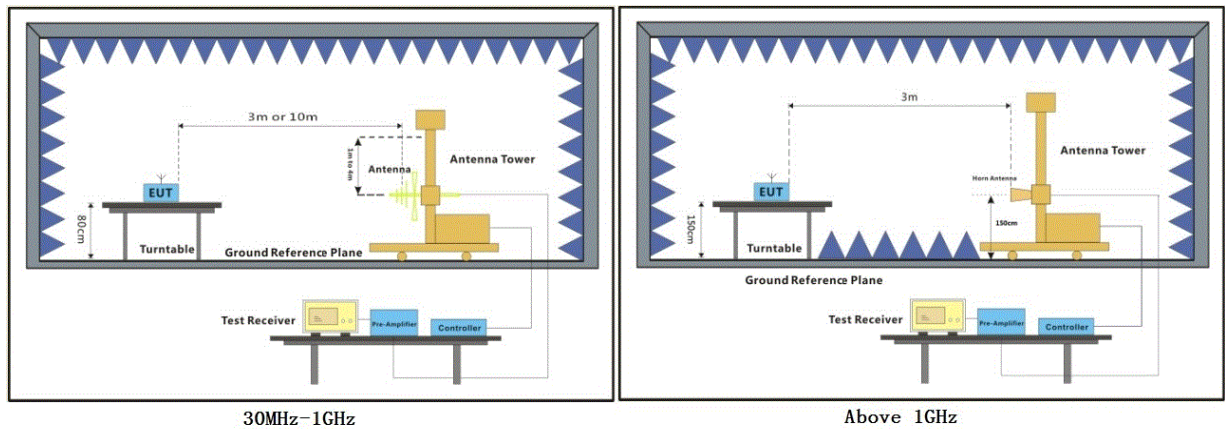 3m or 10m
1m to 4m
Antenna
Antenna Tower
EUT
80cm
Turntable
Ground Reference Plane
Test Receiver
Pre-Amplifier
Controller
30MHz-1GHz
3m
Antenna Tower
Horn Antenna
EUT
150cm
150cm
Turntable
Ground Reference Plane
Test Receiver
Pre-Amplifier
Controller
Above 1GHz